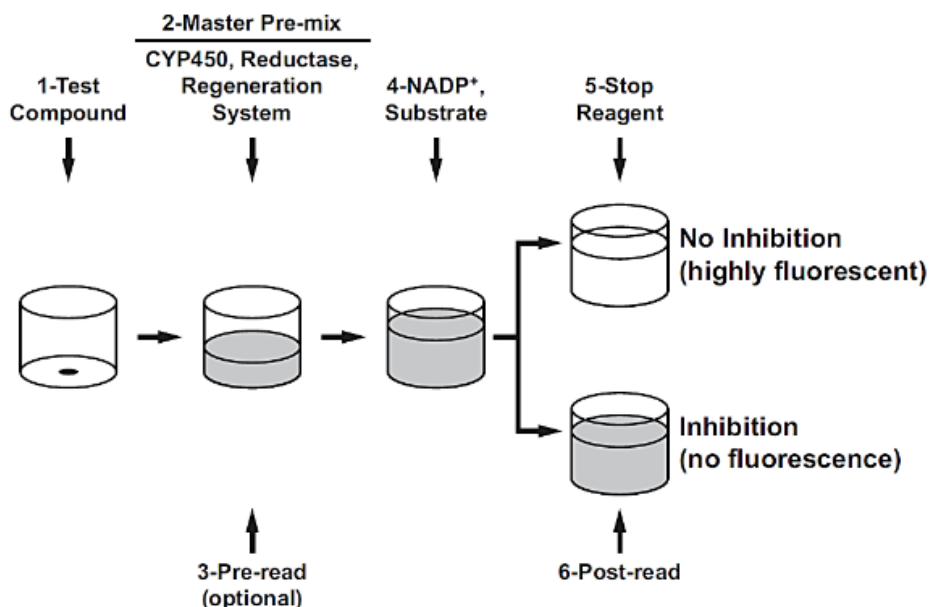 2-Master Pre-mix
CYP450, Reductase,
Regeneration
System
1-Test
Compound
4-NADP⁺,
Substrate
5-Stop
Reagent
No Inhibition
(highly fluorescent)
Inhibition
(no fluorescence)
3-Pre-read
(optional)
6-Post-read